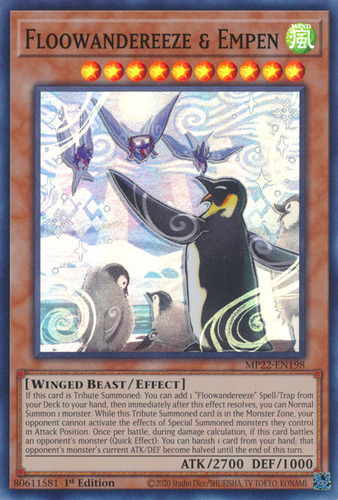 Floowandereeze & Empen
WIND
風
MP22-EN198
[Winged Beast/Effect]
If this card is Tribute Summoned: You can add 1 "Floowandereeze" Spell/Trap from
your Deck to your hand, then immediately after this effect resolves, you can Normal
Summon 1 monster. While this Tribute Summoned card is in the Monster Zone, your
opponent cannot activate the effects of Special Summoned monsters they control
in Attack Position. Once per battle, during damage calculation, if this card battles
an opponent's monster (Quick Effect): You can banish 1 card from your hand; that
opponent's monster's current ATK/DEF become halved until the end of this turn.
ATK/2700 DEF/1000
80611581 1st Edition ©2020 Studio Dice/SHUEISHA, TV TOKYO, KONAMI